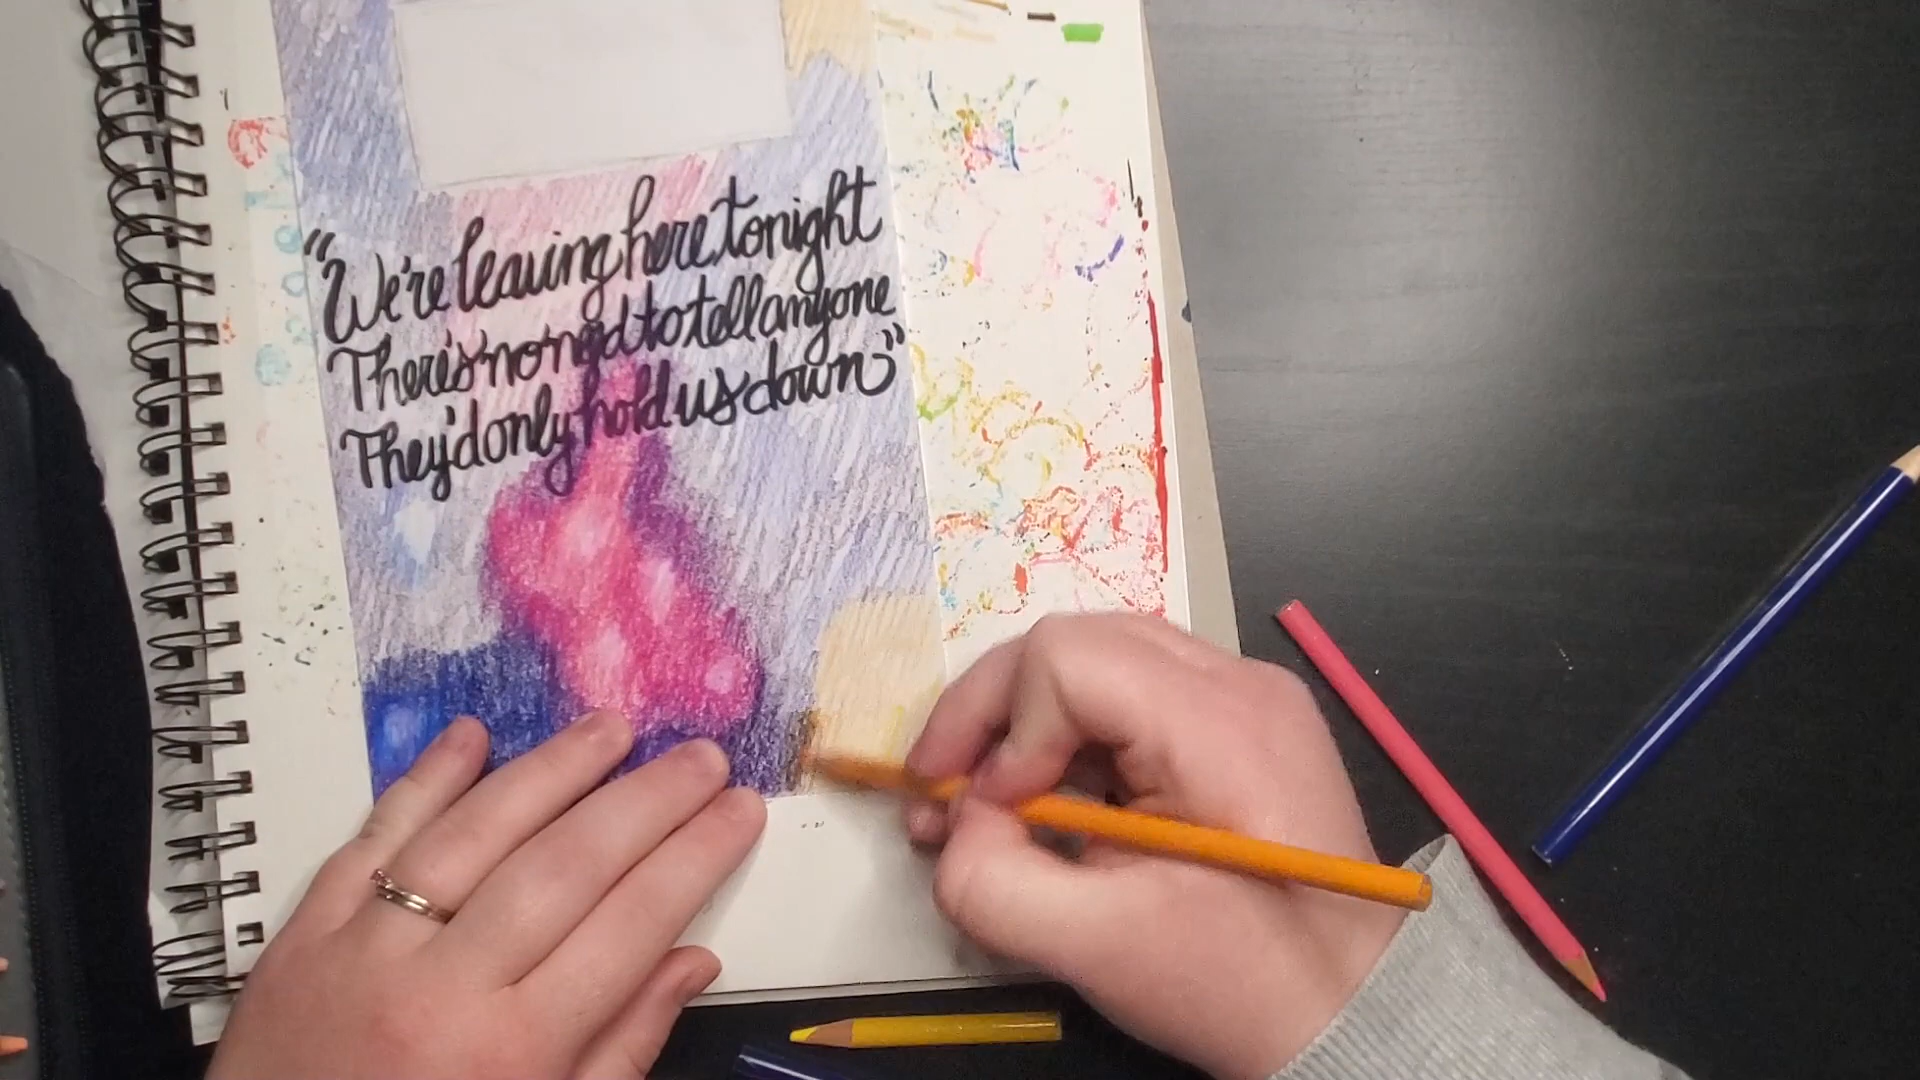 "We're leaving here tonight
There's no need to tell anyone
They'd only hold us down"